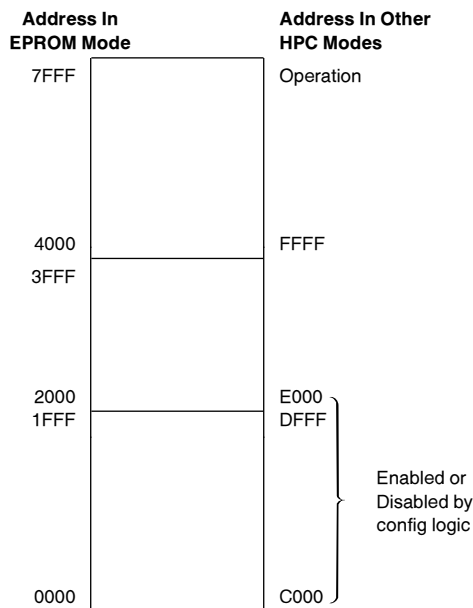 Address In
EPROM Mode
Address In Other
HPC Modes
7FFF
Operation
4000
FFFF
3FFF
2000
E000
1FFF
DFFF
Enabled or
Disabled by
config logic
0000
C000